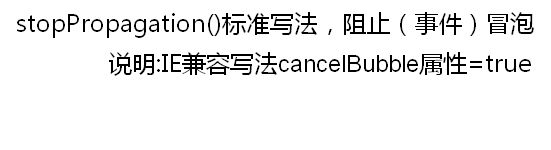 stopPropagation()标准写法，阻止（事件）冒泡
说明:IE兼容写法cancelBubble属性=true